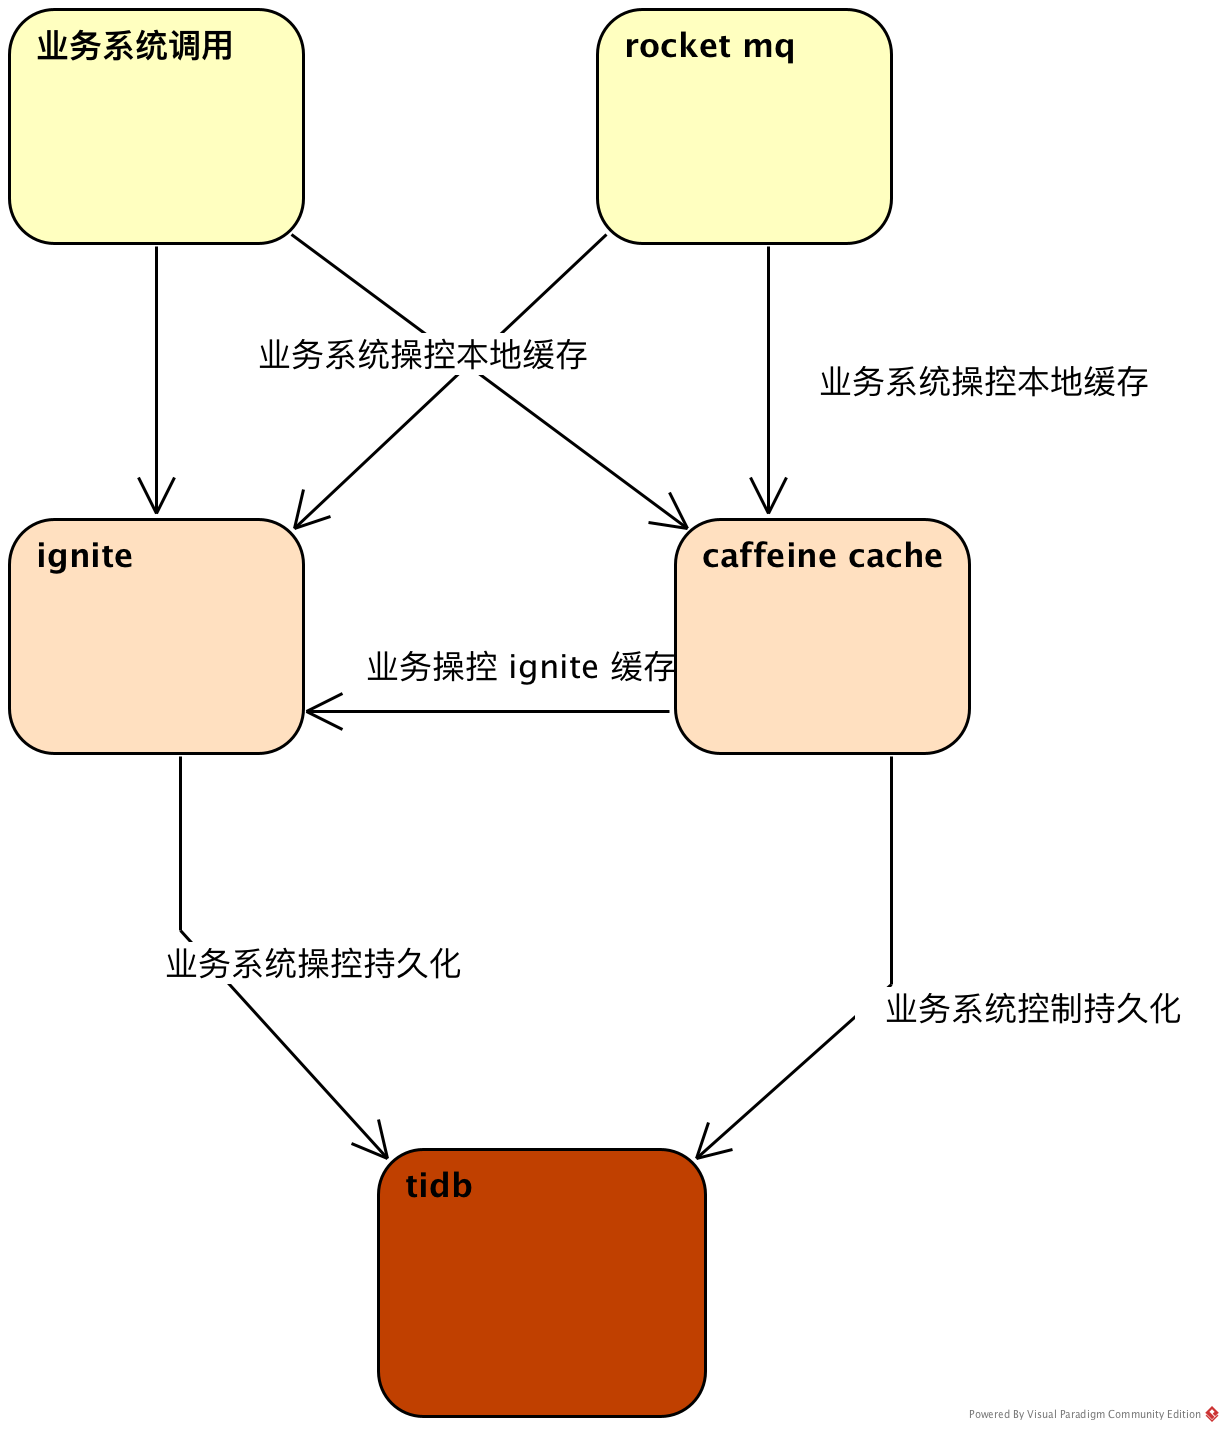 业务系统调用
rocket mq
业务系统操控本地缓存
业务系统操控本地缓存
ignite
caffeine cache
业务操控 ignite 缓存
业务系统操控持久化
业务系统控制持久化
tidb
Powered By Visual Paradigm Community Edition